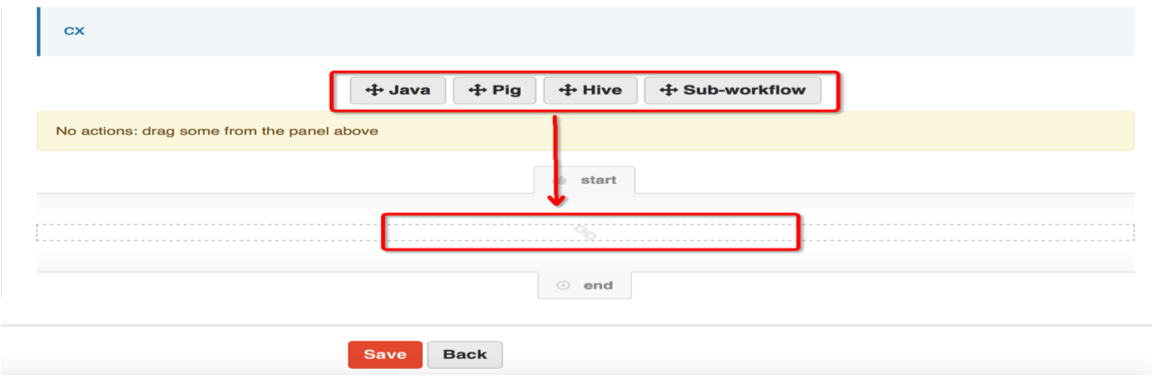 cx
Java Pig Hive Sub-workflow
No actions: drag some from the panel above
start
end
Save Back